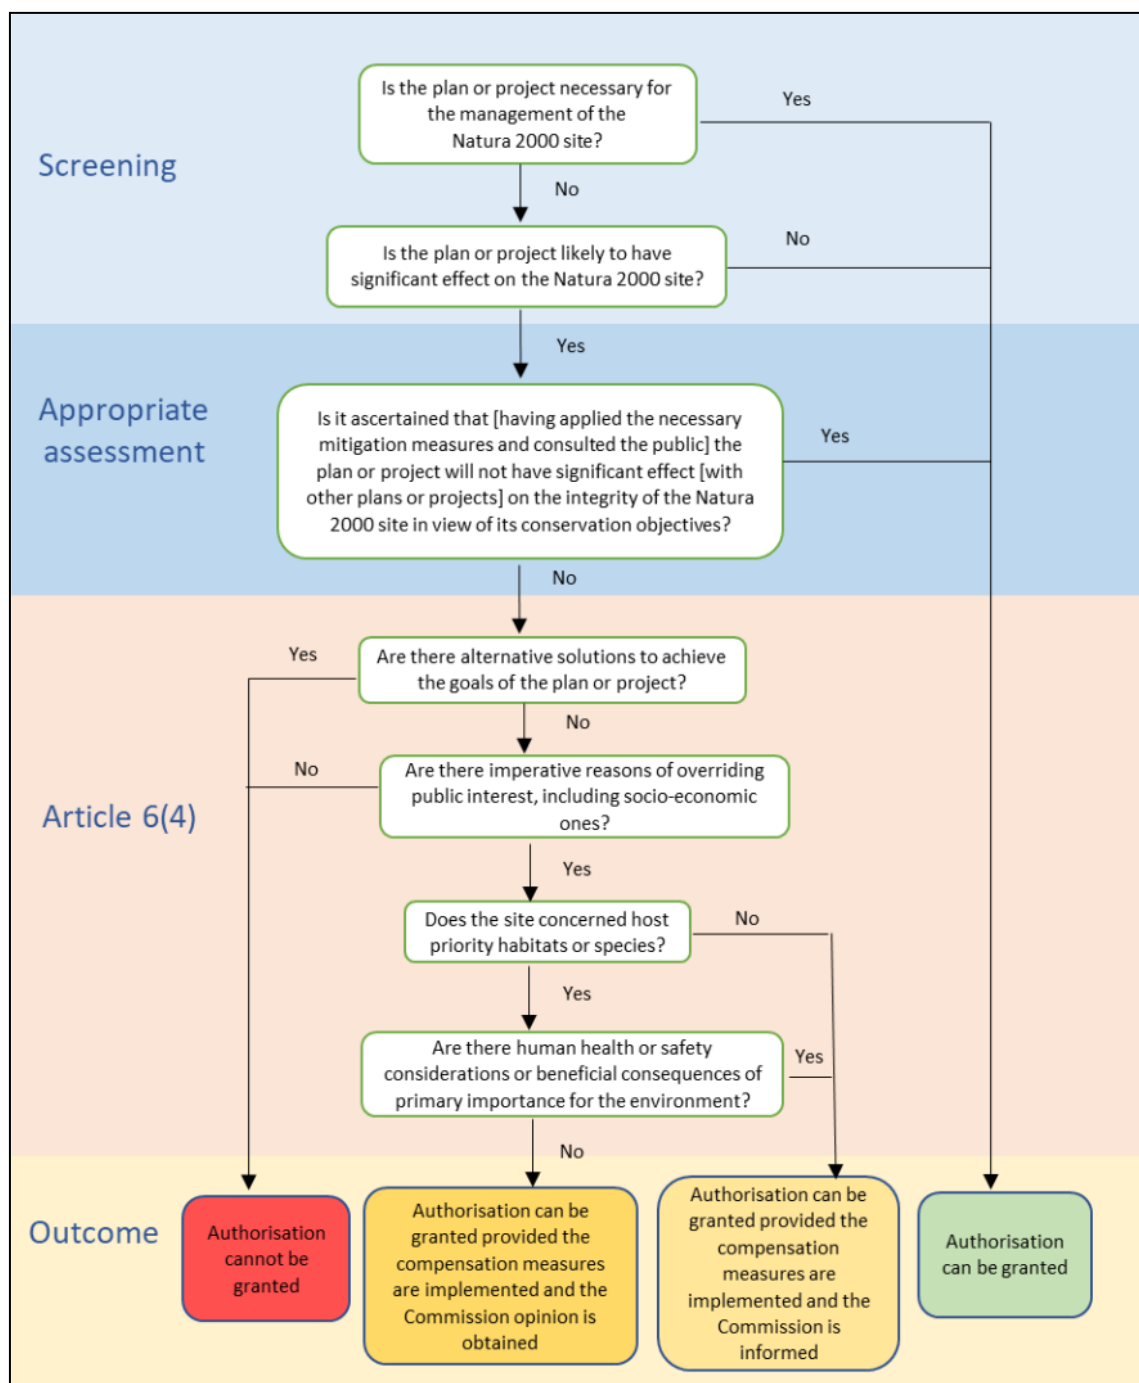 Screening
Is the plan or project necessary for
the management of the
Natura 2000 site?
Yes
No
Is the plan or project likely to have
significant effect on the Natura 2000 site?
No
Yes
Appropriate
assessment
Is it ascertained that [having applied the necessary
mitigation measures and consulted the public] the
plan or project will not have significant effect [with
other plans or projects] on the integrity of the Natura
2000 site in view of its conservation objectives?
Yes
No
Article 6(4)
Yes
Are there alternative solutions to achieve
the goals of the plan or project?
No
No
Are there imperative reasons of overriding
public interest, including socio-economic
ones?
Yes
Does the site concerned host
priority habitats or species?
No
Yes
Are there human health or safety
considerations or beneficial consequences of
primary importance for the environment?
Yes
No
Outcome
Authorisation
cannot be
granted
Authorisation can be
granted provided the
compensation measures
are implemented and the
Commission opinion is
obtained
Authorisation can be
granted provided the
compensation
measures are
implemented and the
Commission is
informed
Authorisation
can be granted